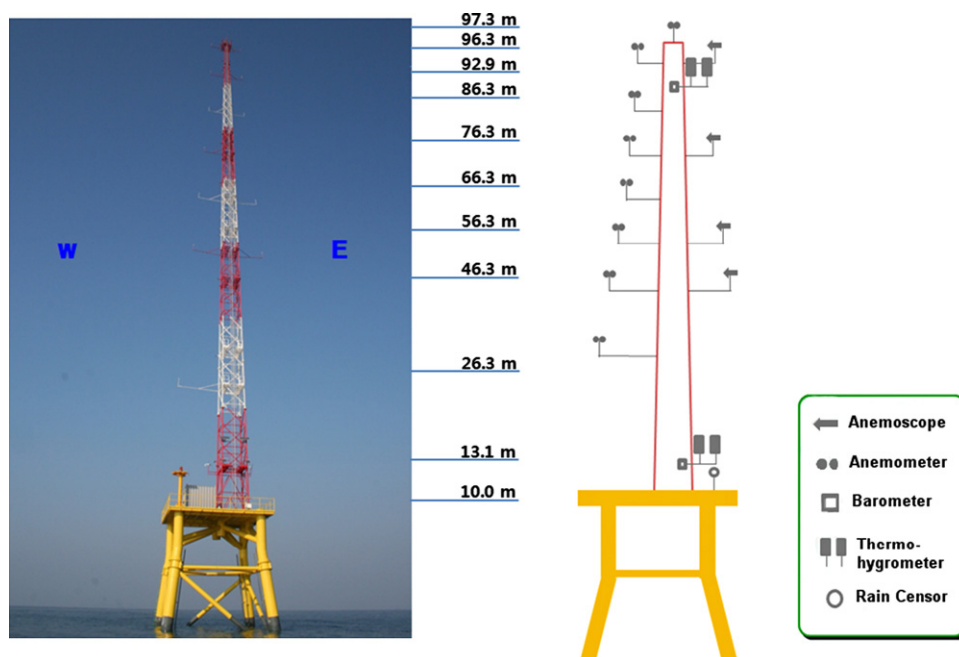 97.3 m
96.3 m
92.9 m
86.3 m
76.3 m
66.3 m
56.3 m
W
E
46.3 m
26.3 m
13.1 m
10.0 m
Anemoscope
Anemometer
Barometer
Thermo-
hygrometer
Rain Censor